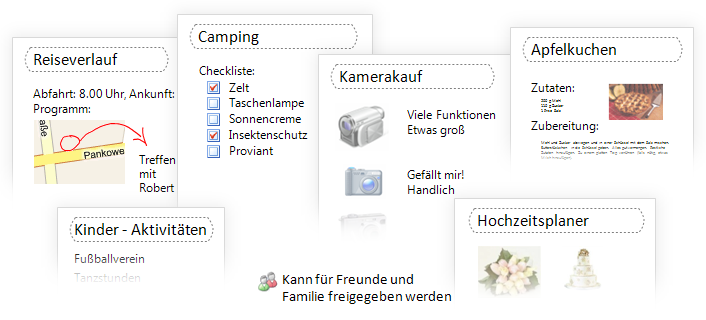 Reiseverlauf
Abfahrt: 8.00 Uhr, Ankunft:
Programm:
aße
Pankowe
Treffen
mit
Robert
Camping
Checkliste:
Zelt
Taschenlampe
Sonnencreme
Insektenschutz
Proviant
Kamerakauf
Viele Funktionen
Etwas groß
Gefällt mir!
Handlich
Apfelkuchen
Zutaten:
Zubereitung:
Kinder - Aktivitäten
Fußballverein
Tanzstunden
Hochzeitsplaner
Kann für Freunde und
Familie freigegeben werden